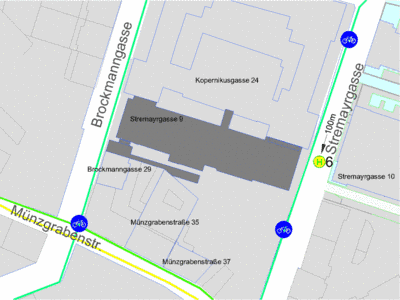 Brockmanngasse
Kopernikusgasse 24
Stremayrgasse
100m
Stremayrgasse 9
H
6
Brockmanngasse 29
Stremayrgasse 10
Münzgrabenstr.
Münzgrabenstraße 35
Münzgrabenstraße 37